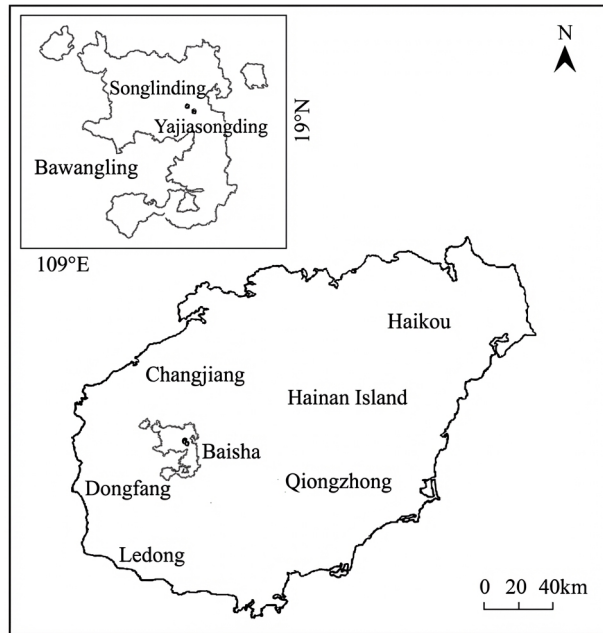 N
Songlinding
Yajiasongding
19°N
Bawangling
109°E
Haikou
Changjiang
Hainan Island
Baisha
Qiongzhong
Dongfang
Ledong
0 20 40km